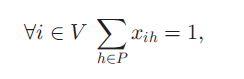 ∀i ∈ V ∑_{h∈P} x_{ih} = 1,